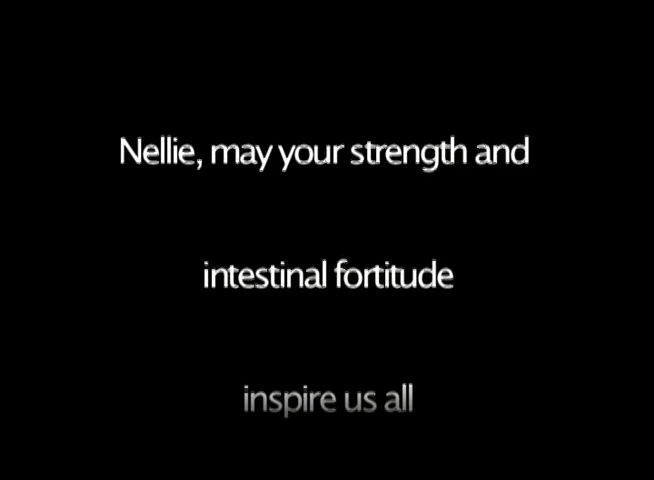 Nellie, may your strength and
intestinal fortitude
inspire us all